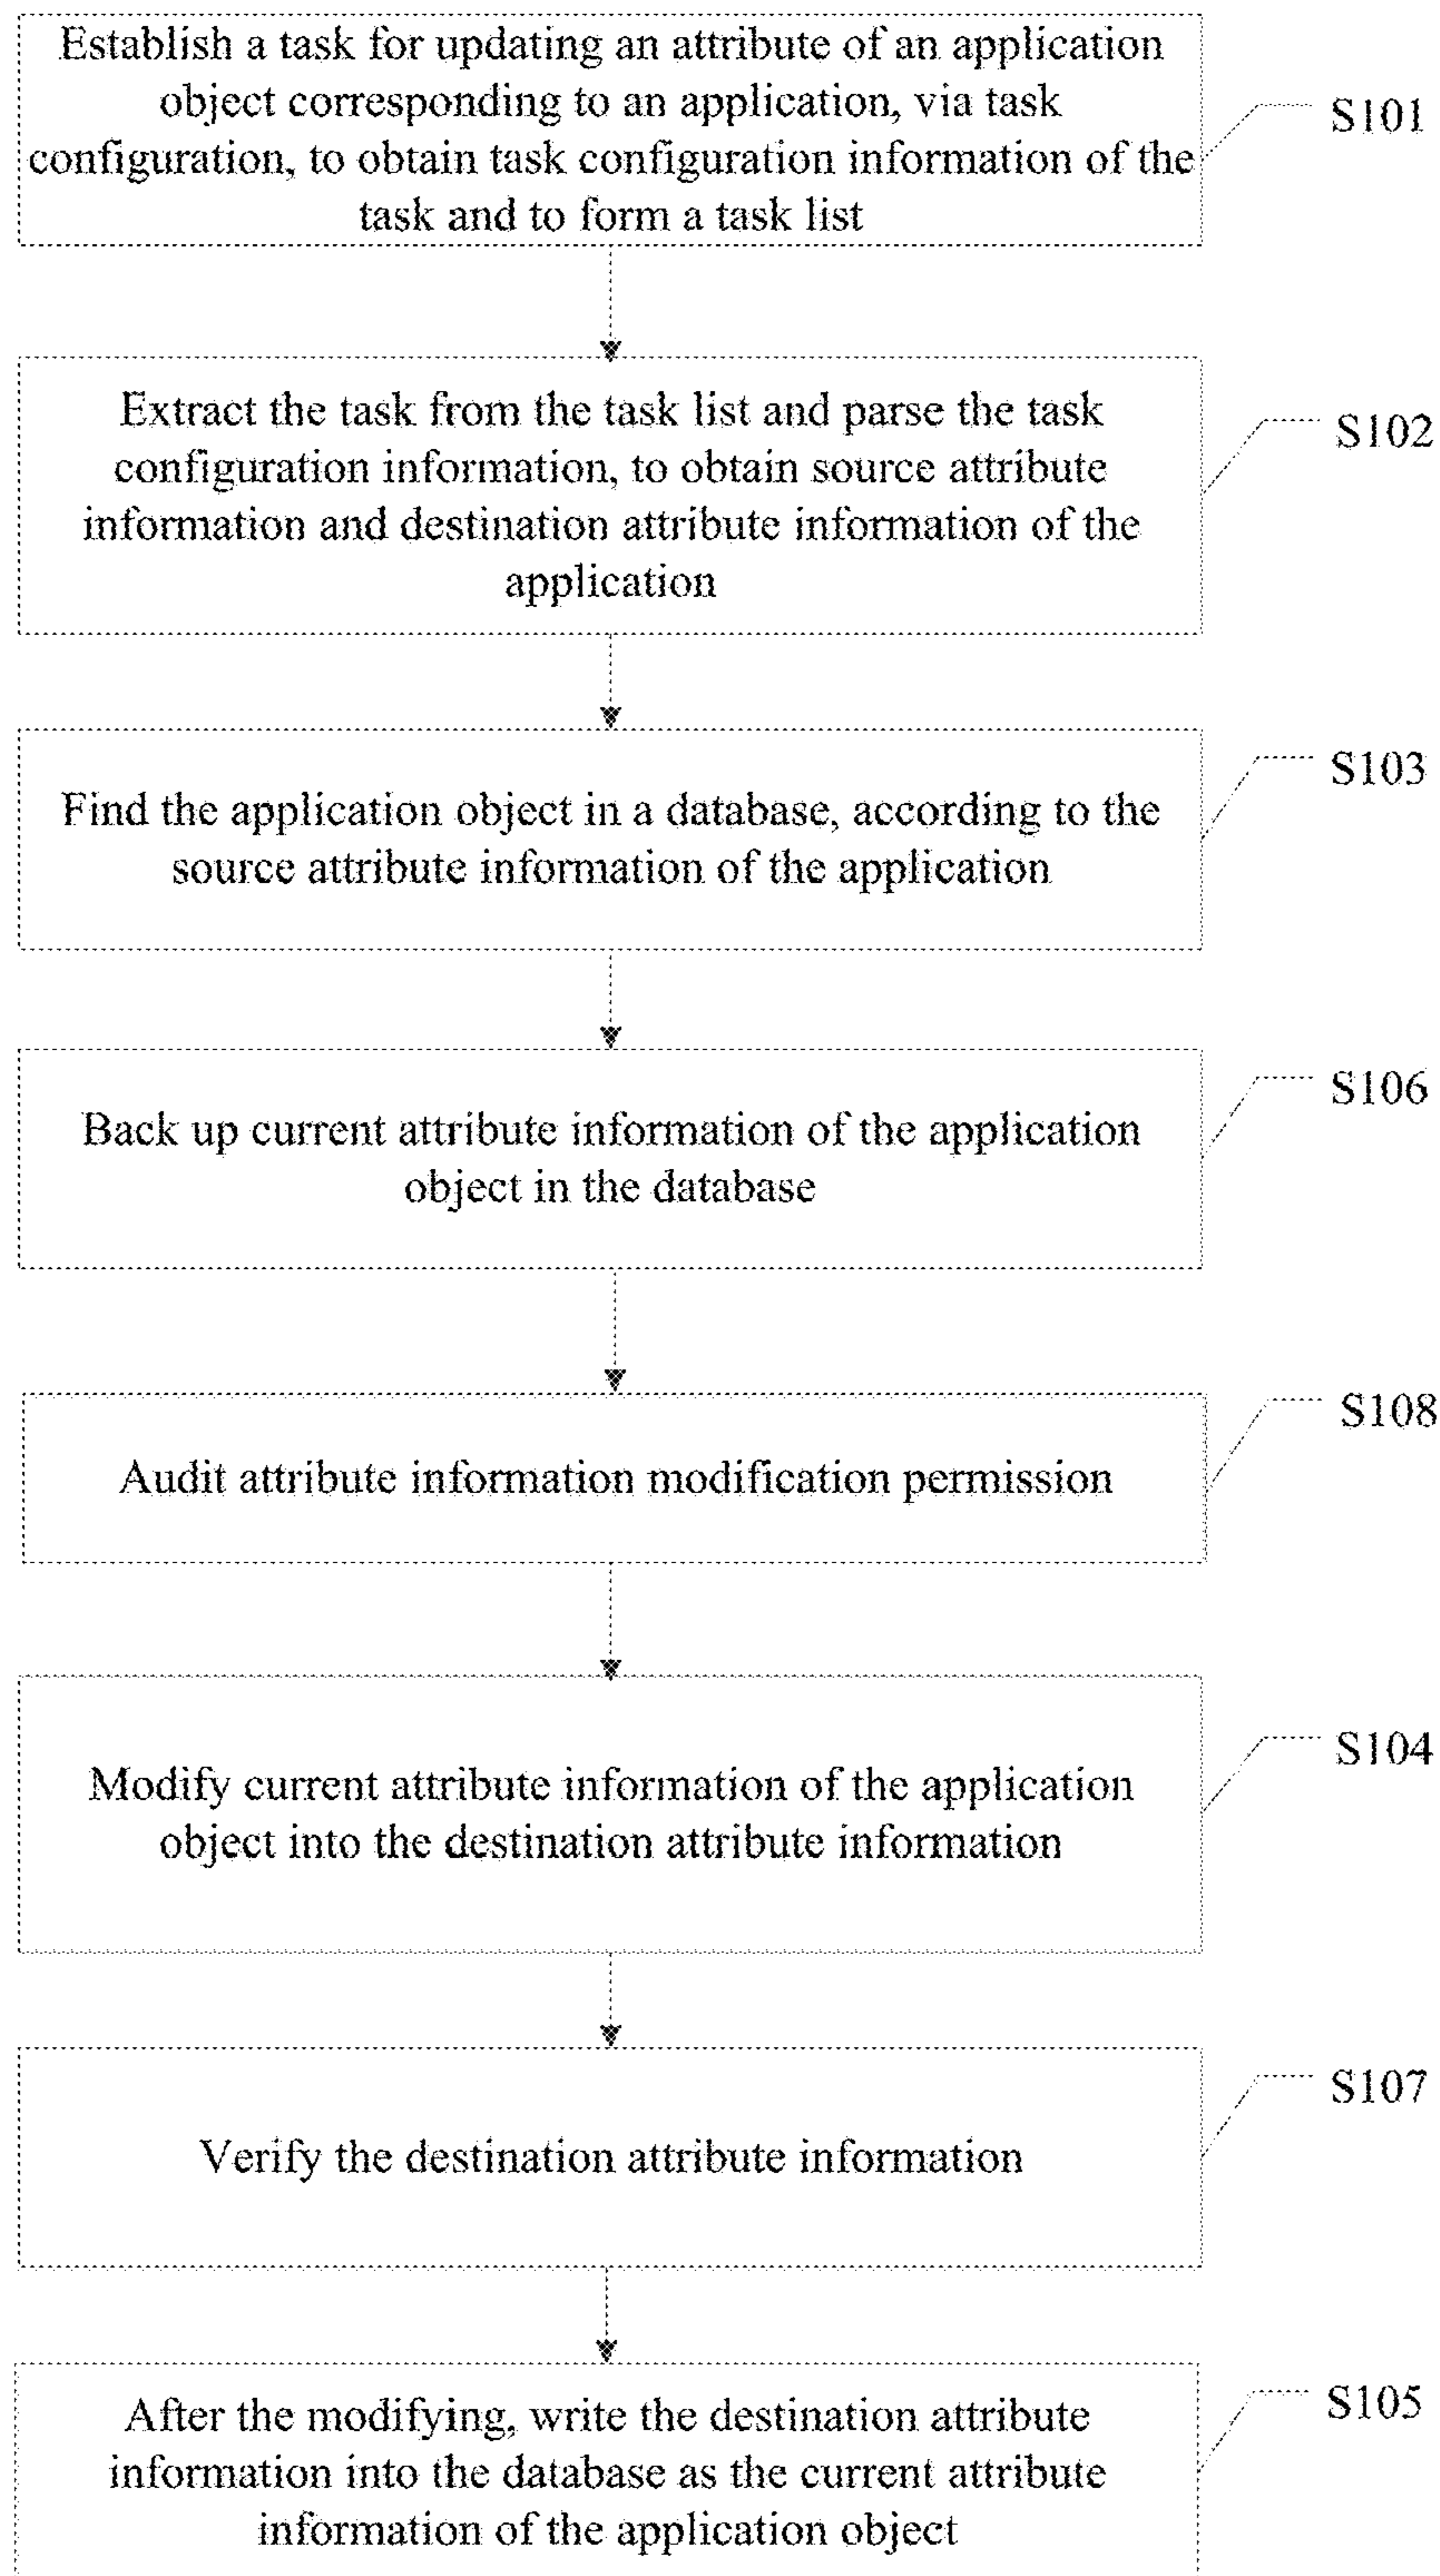 Establish a task for updating an attribute of an application
object corresponding to an application, via task
configuration, to obtain task configuration information of the
task and to form a task list
S101
Extract the task from the task list and parse the task
configuration information, to obtain source attribute
information and destination attribute information of the
application
S102
Find the application object in a database, according to the
source attribute information of the application
S103
Back up current attribute information of the application
object in the database
S106
Audit attribute information modification permission
S108
Modify current attribute information of the application
object into the destination attribute information
S104
Verify the destination attribute information
S107
After the modifying, write the destination attribute
information into the database as the current attribute
information of the application object
S105